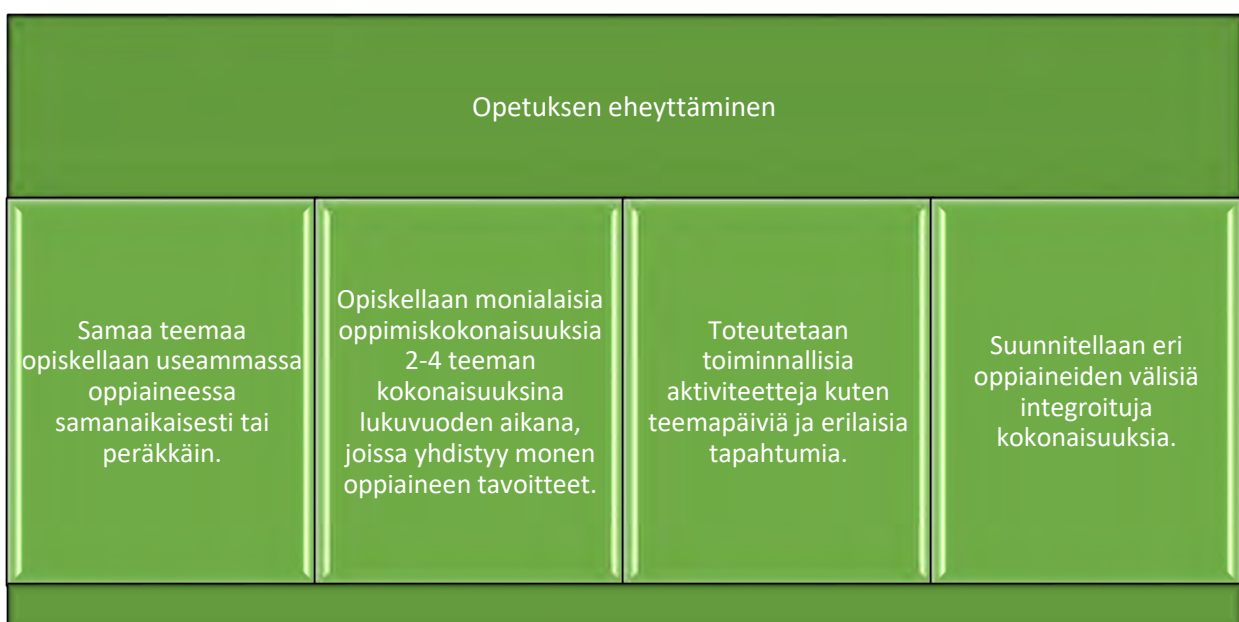 Opetuksen eheyttäminen
Samaa teemaa
opiskellaan useammassa
oppiaineessa
samanaikaisesti tai
peräkkäin.
Opiskellaan monialaisia
oppimiskokonaisuuksia
2-4 teeman
kokonaisuuksina
lukuvuoden aikana,
joissa yhdistyy monen
oppiaineen tavoitteet.
Toteutetaan
toiminnallisia
aktiviteetteja kuten
teemapäiviä ja erilaisia
tapahtumia.
Suunnitellaan eri
oppiaineiden välisiä
integroituja
kokonaisuuksia.